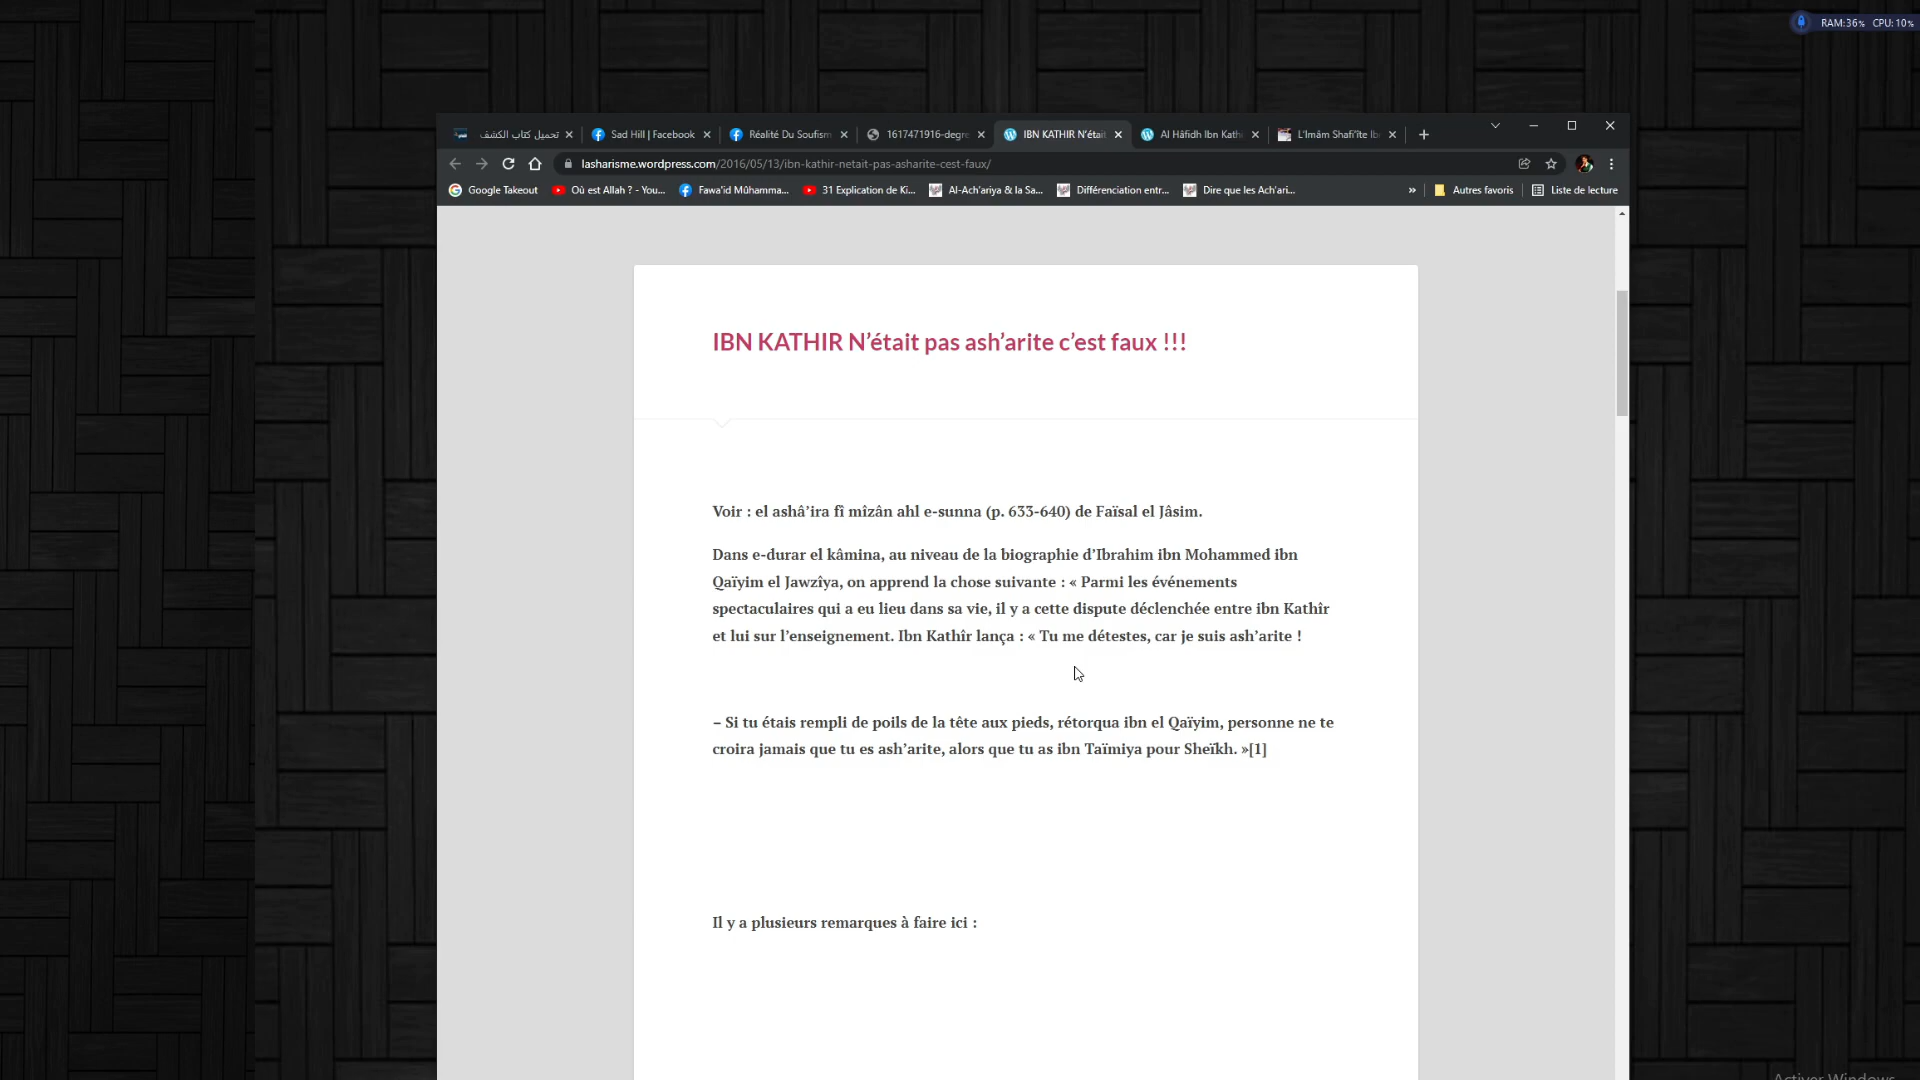 RAM:36% CPU:10%
تحميل كتاب الكشف
Sad Hill | Facebook
Réalité Du Soufism
1617471916-degre
IBN KATHIR N'étai
Al Hâfidh Ibn Kath
L'Imâm Shafi'îte Ib
lasharisme.wordpress.com/2016/05/13/ibn-kathir-netait-pas-asharite-cest-faux/
Google Takeout
Où est Allah ? - You...
Fawa'id Mûhamma...
31 Explication de Ki...
Al-Ach'ariya & la Sa...
Différenciation entr...
Dire que les Ach'ari...
»
Autres favoris
Liste de lecture
IBN KATHIR N’était pas ash’arite c’est faux !!!
Voir : el ashâ’ira fî mîzân ahl e-sunna (p. 633-640) de Faïsal el Jâsim.
Dans e-durar el kâmina, au niveau de la biographie d’Ibrahim ibn Mohammed ibn
Qaïyim el Jawzîya, on apprend la chose suivante : « Parmi les événements
spectaculaires qui a eu lieu dans sa vie, il y a cette dispute déclenchée entre ibn Kathîr
et lui sur l’enseignement. Ibn Kathîr lança : « Tu me détestes, car je suis ash’arite !
– Si tu étais rempli de poils de la tête aux pieds, rétorqua ibn el Qaïyim, personne ne te
croira jamais que tu es ash’arite, alors que tu as ibn Taïmiya pour Sheïkh. »[1]
Il y a plusieurs remarques à faire ici :
Activer Windows